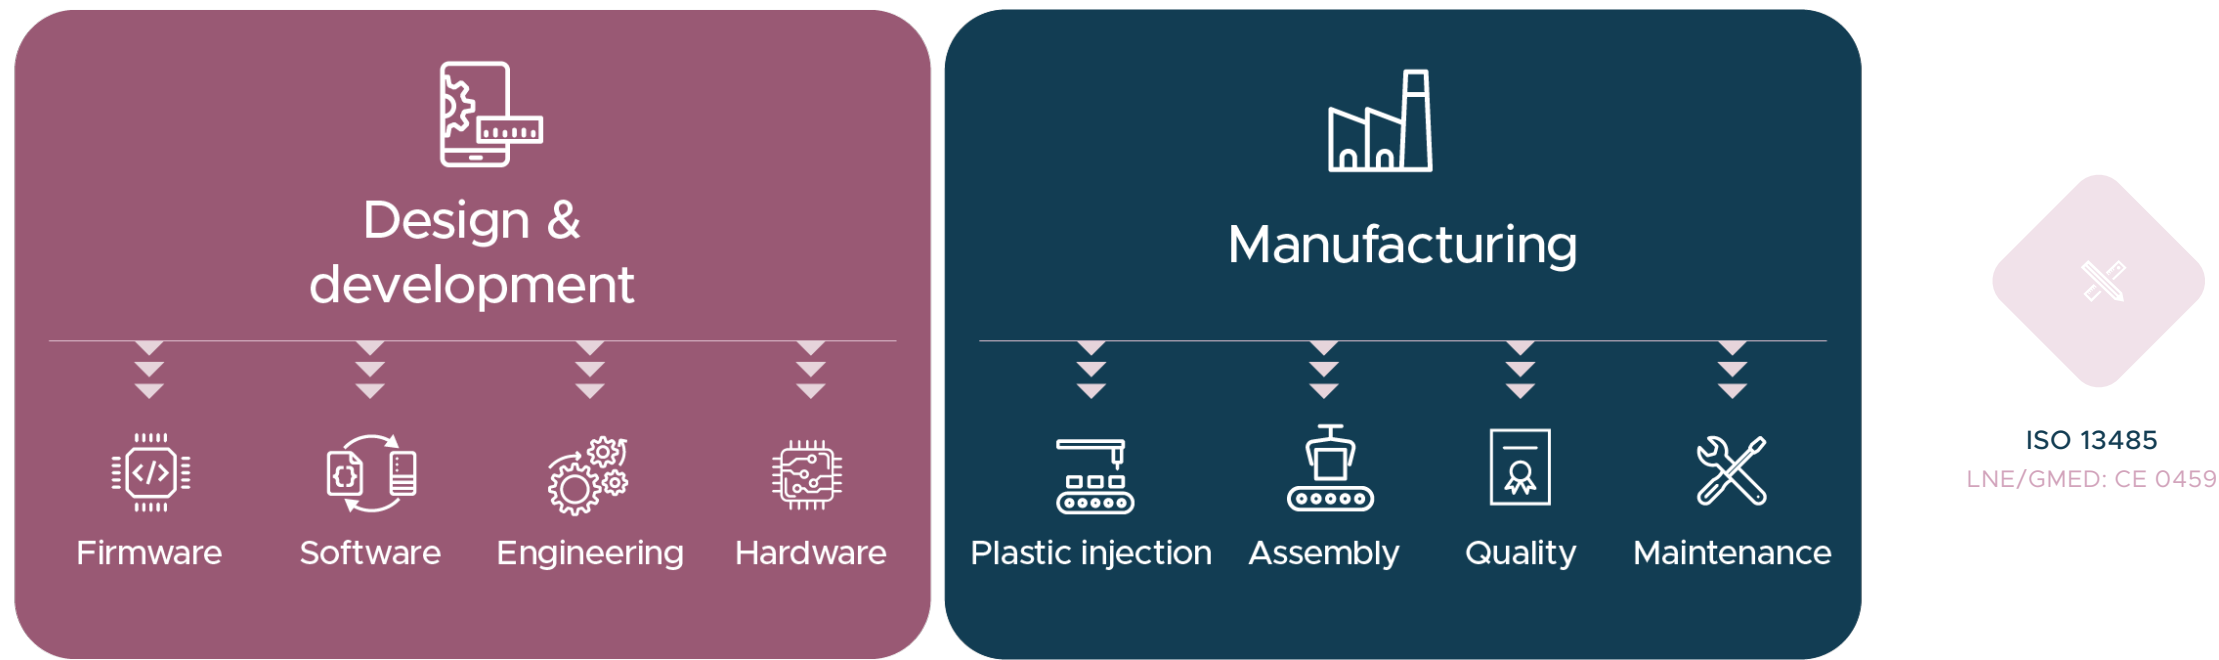 Design &
development
Firmware
Software
Engineering
Hardware
Manufacturing
Plastic injection
Assembly
Quality
Maintenance
ISO 13485
LNE/GMED: CE 0459